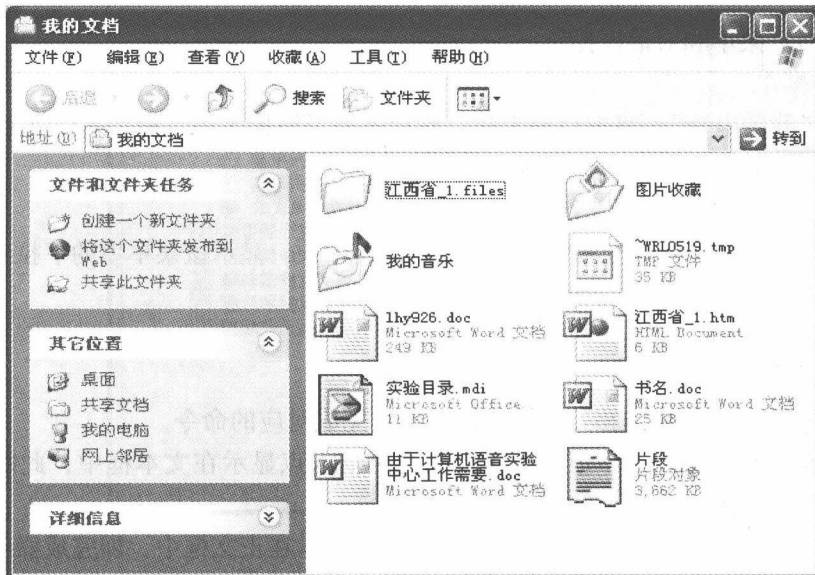 我的文档
文件(F) 编辑(E) 查看(V) 收藏(A) 工具(T) 帮助(H)
后退 搜索 文件夹
地址(D) 我的文档 转到
文件和文件夹任务
创建一个新文件夹
将这个文件夹发布到
Web
共享此文件夹
其它位置
桌面
共享文档
我的电脑
网上邻居
详细信息
江西省_1.files
图片收藏
我的音乐
~WRL0519.tmp
TMP 文件
35 KB
lhy926.doc
Microsoft Word 文档
249 KB
江西省_1.htm
HTML Document
6 KB
实验目录.mdi
Microsoft Office..
11 KB
书名.doc
Microsoft Word 文档
25 KB
由于计算机语音实验
中心工作需要.doc
Microsoft Word 文档
片段
片段对象
3,662 KB